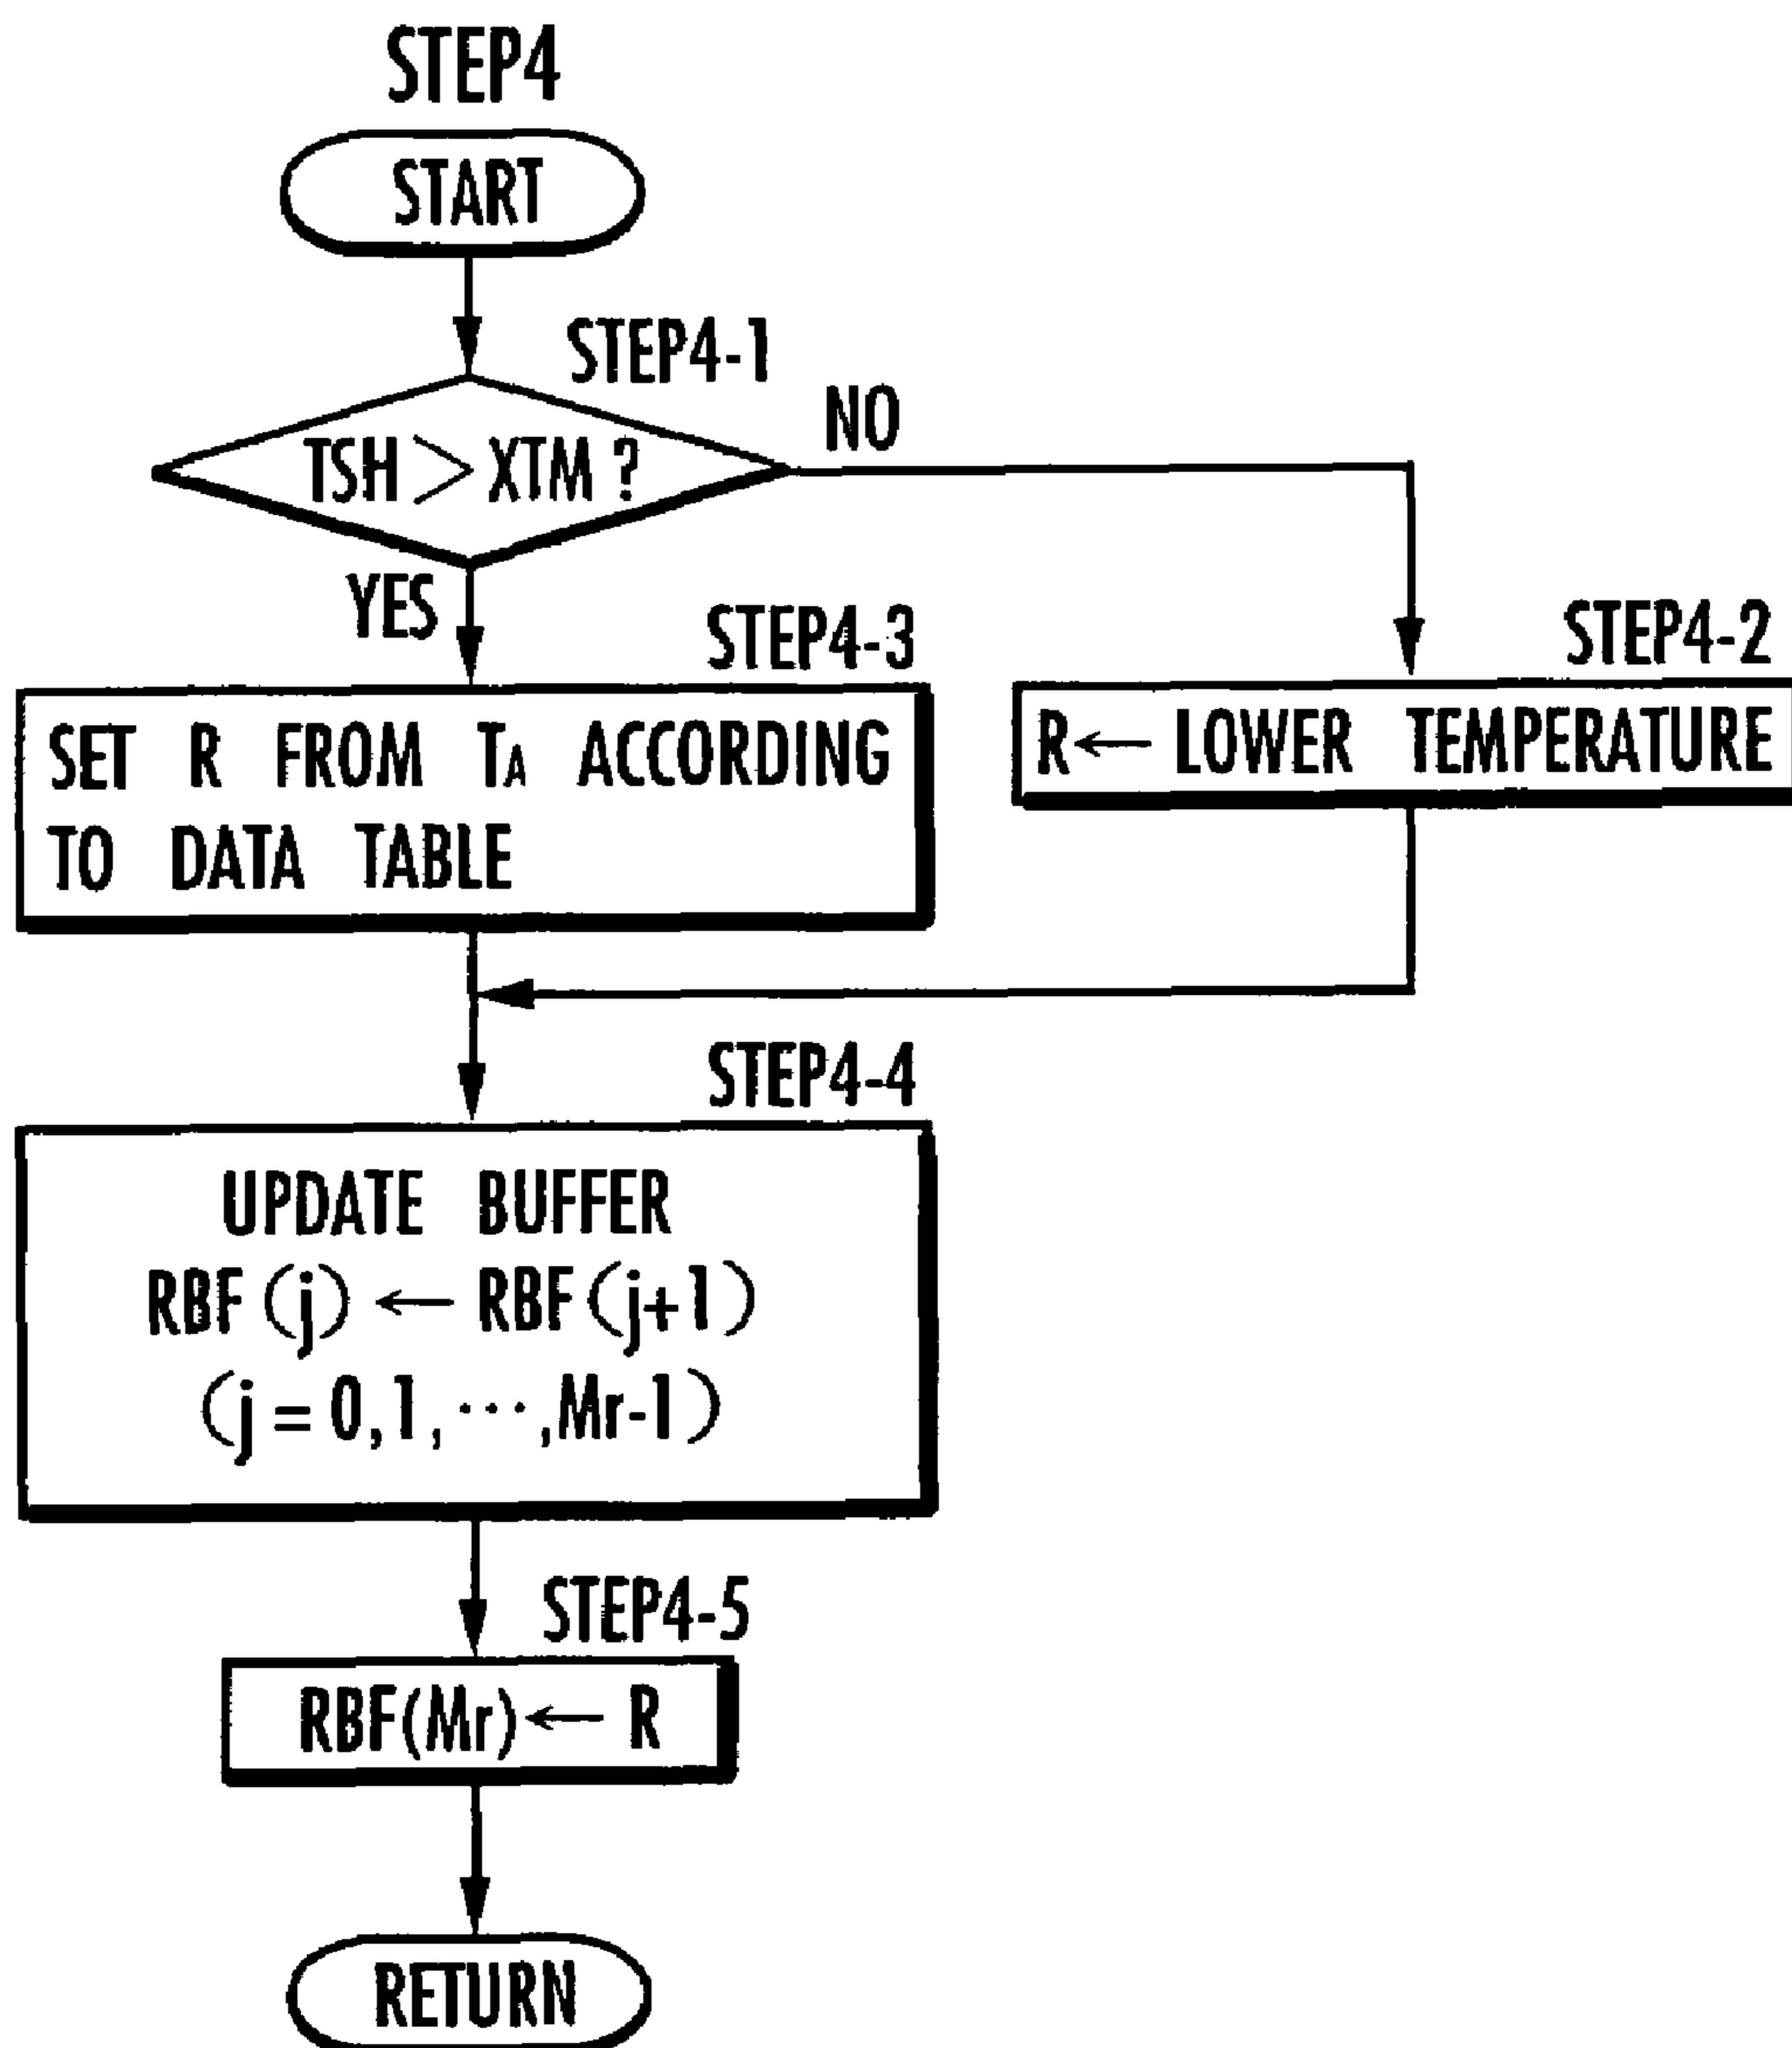 STEP4
START
STEP4-1
TSH > XTM ?
NO
YES
STEP4-3
SET R FROM TA ACCORDING
TO DATA TABLE
STEP4-2
R ← LOWER TEMPERATURE
STEP4-4
UPDATE BUFFER
RBF (j) ← RBF (j+1)
(j = 0,1, ··· ,Mr-1)
STEP4-5
RBF(Mr) ← R
RETURN